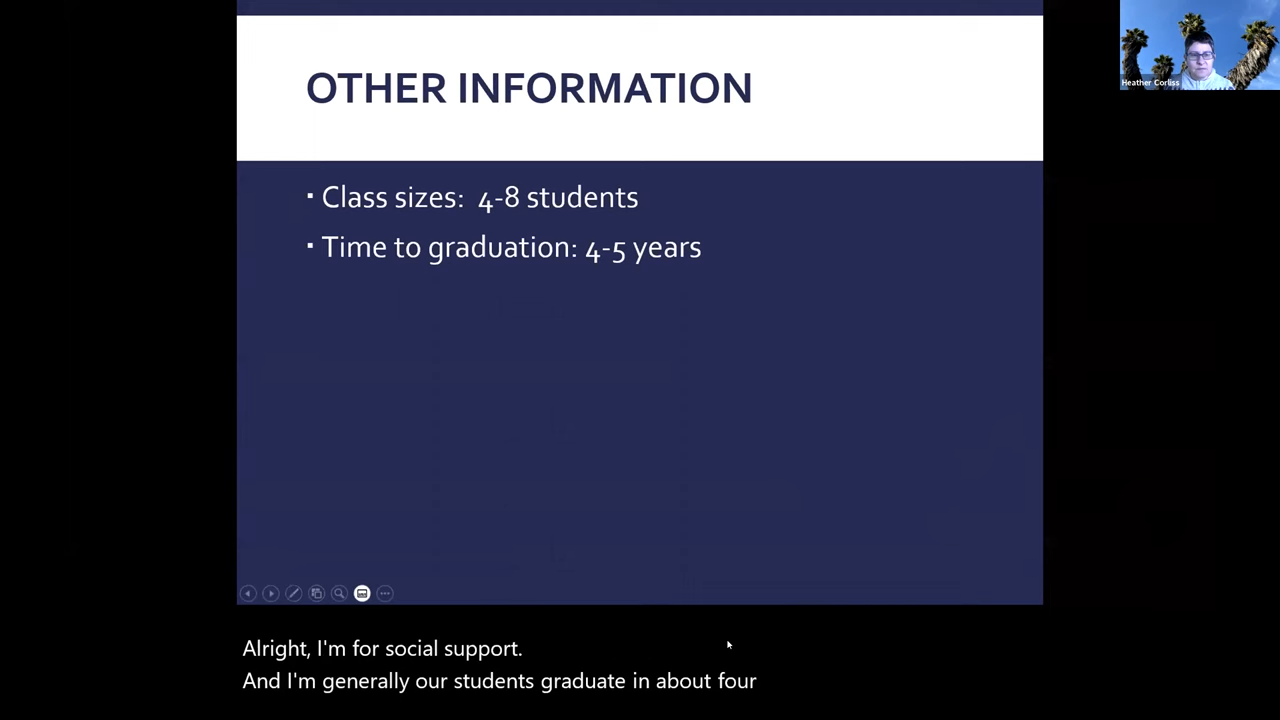 OTHER INFORMATION
Heather Corliss
▪ Class sizes: 4-8 students
▪ Time to graduation: 4-5 years
Alright, I'm for social support.
And I'm generally our students graduate in about four